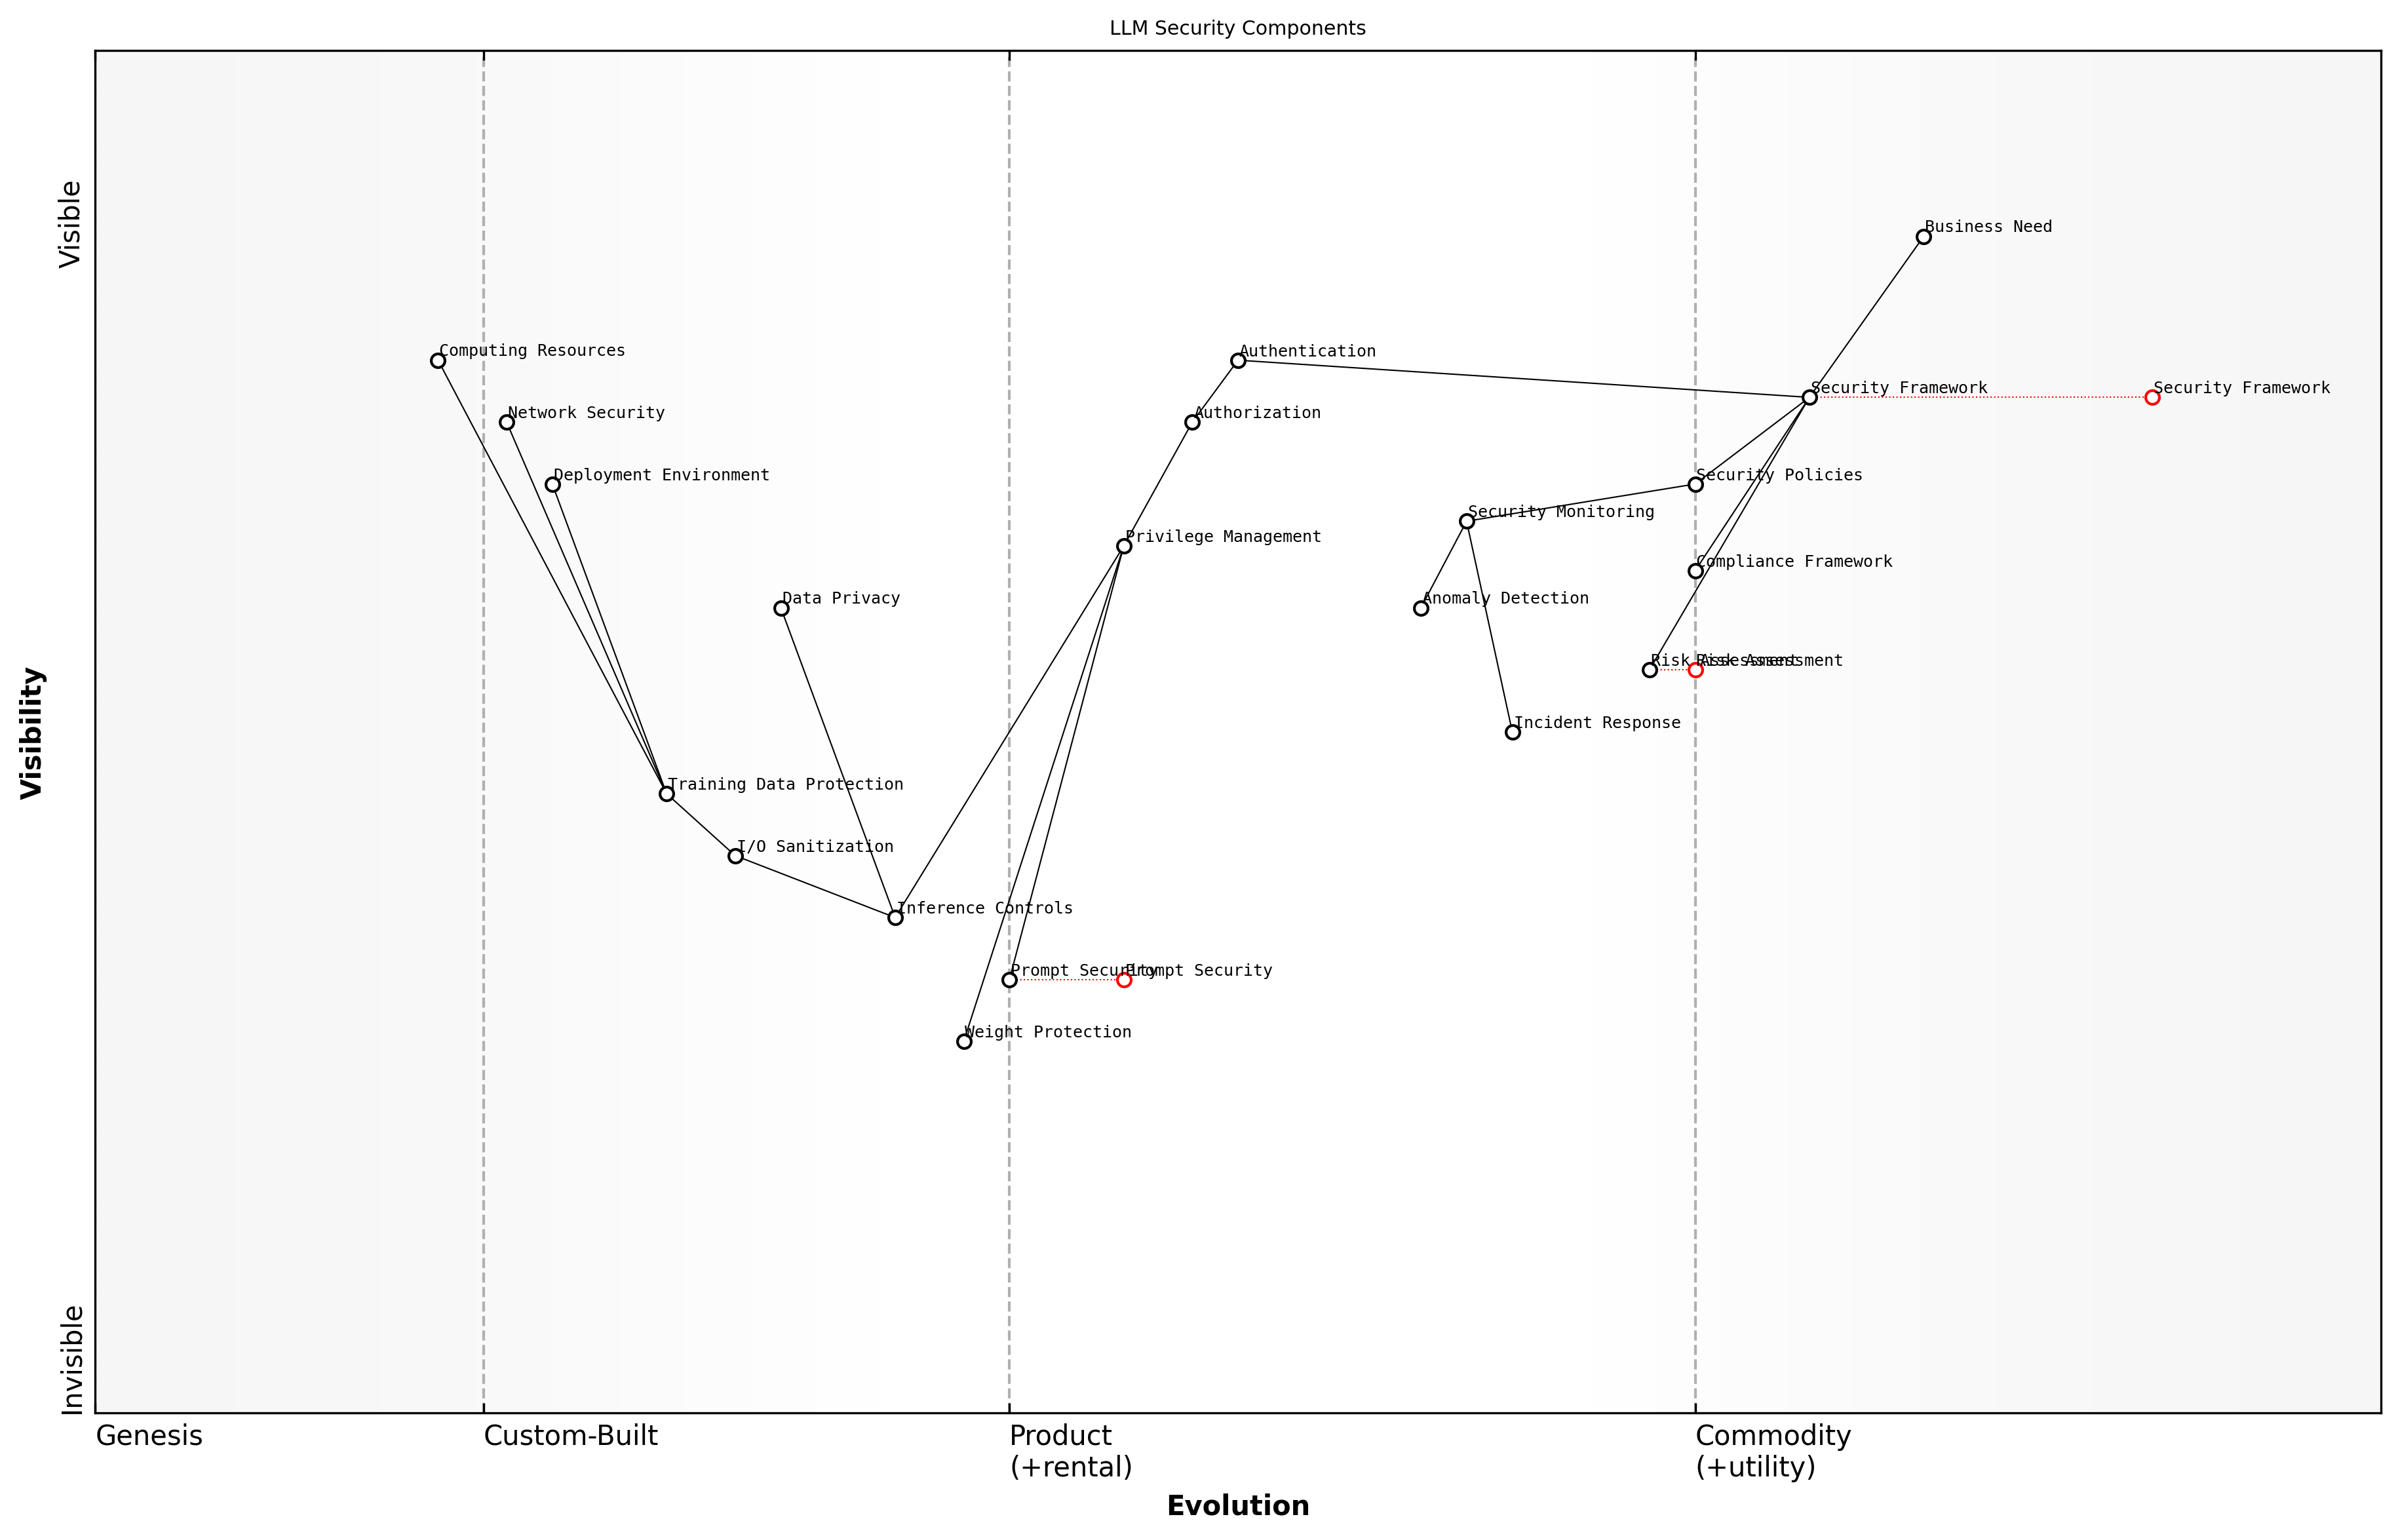 LLM Security Components
Visible
Business Need
Computing Resources
Authentication
Security Framework
Security Framework
Network Security
Authorization
Deployment Environment
Security Policies
Security Monitoring
Privilege Management
Compliance Framework
Data Privacy
Anomaly Detection
Risk Assessment
Risk Assessment
Incident Response
Visibility
Training Data Protection
I/O Sanitization
Inference Controls
Prompt Security
Prompt Security
Weight Protection
Invisible
Genesis
Custom-Built
Product
(+rental)
Commodity
(+utility)
Evolution